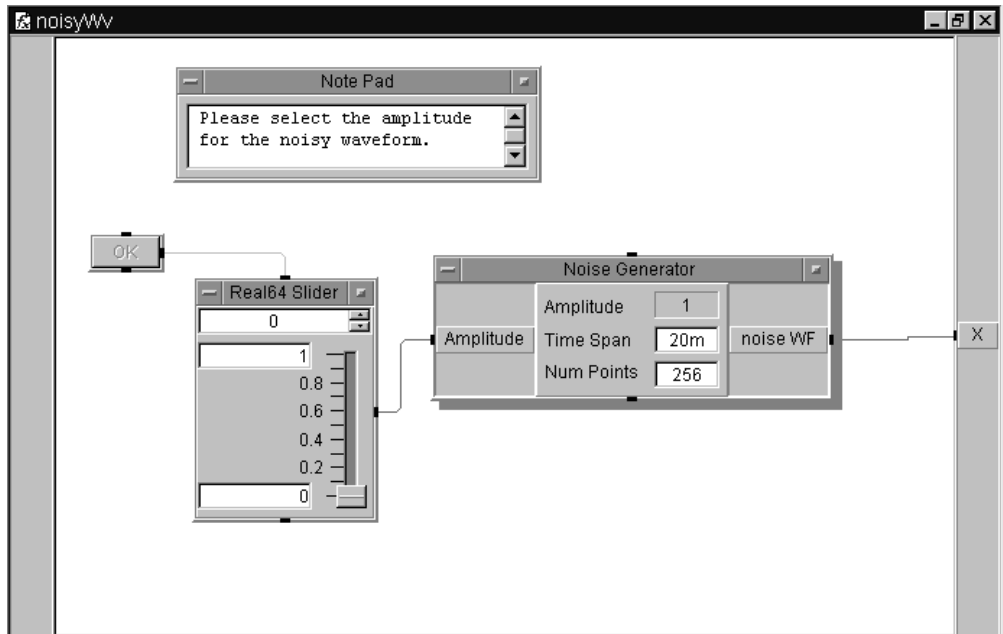 noisyWv
Note Pad
Please select the amplitude
for the noisy waveform.
OK
Real64 Slider
0
1
0.8
0.6
0.4
0.2
0
Noise Generator
Amplitude
Amplitude 1
Time Span 20m
Num Points 256
noise WF
X